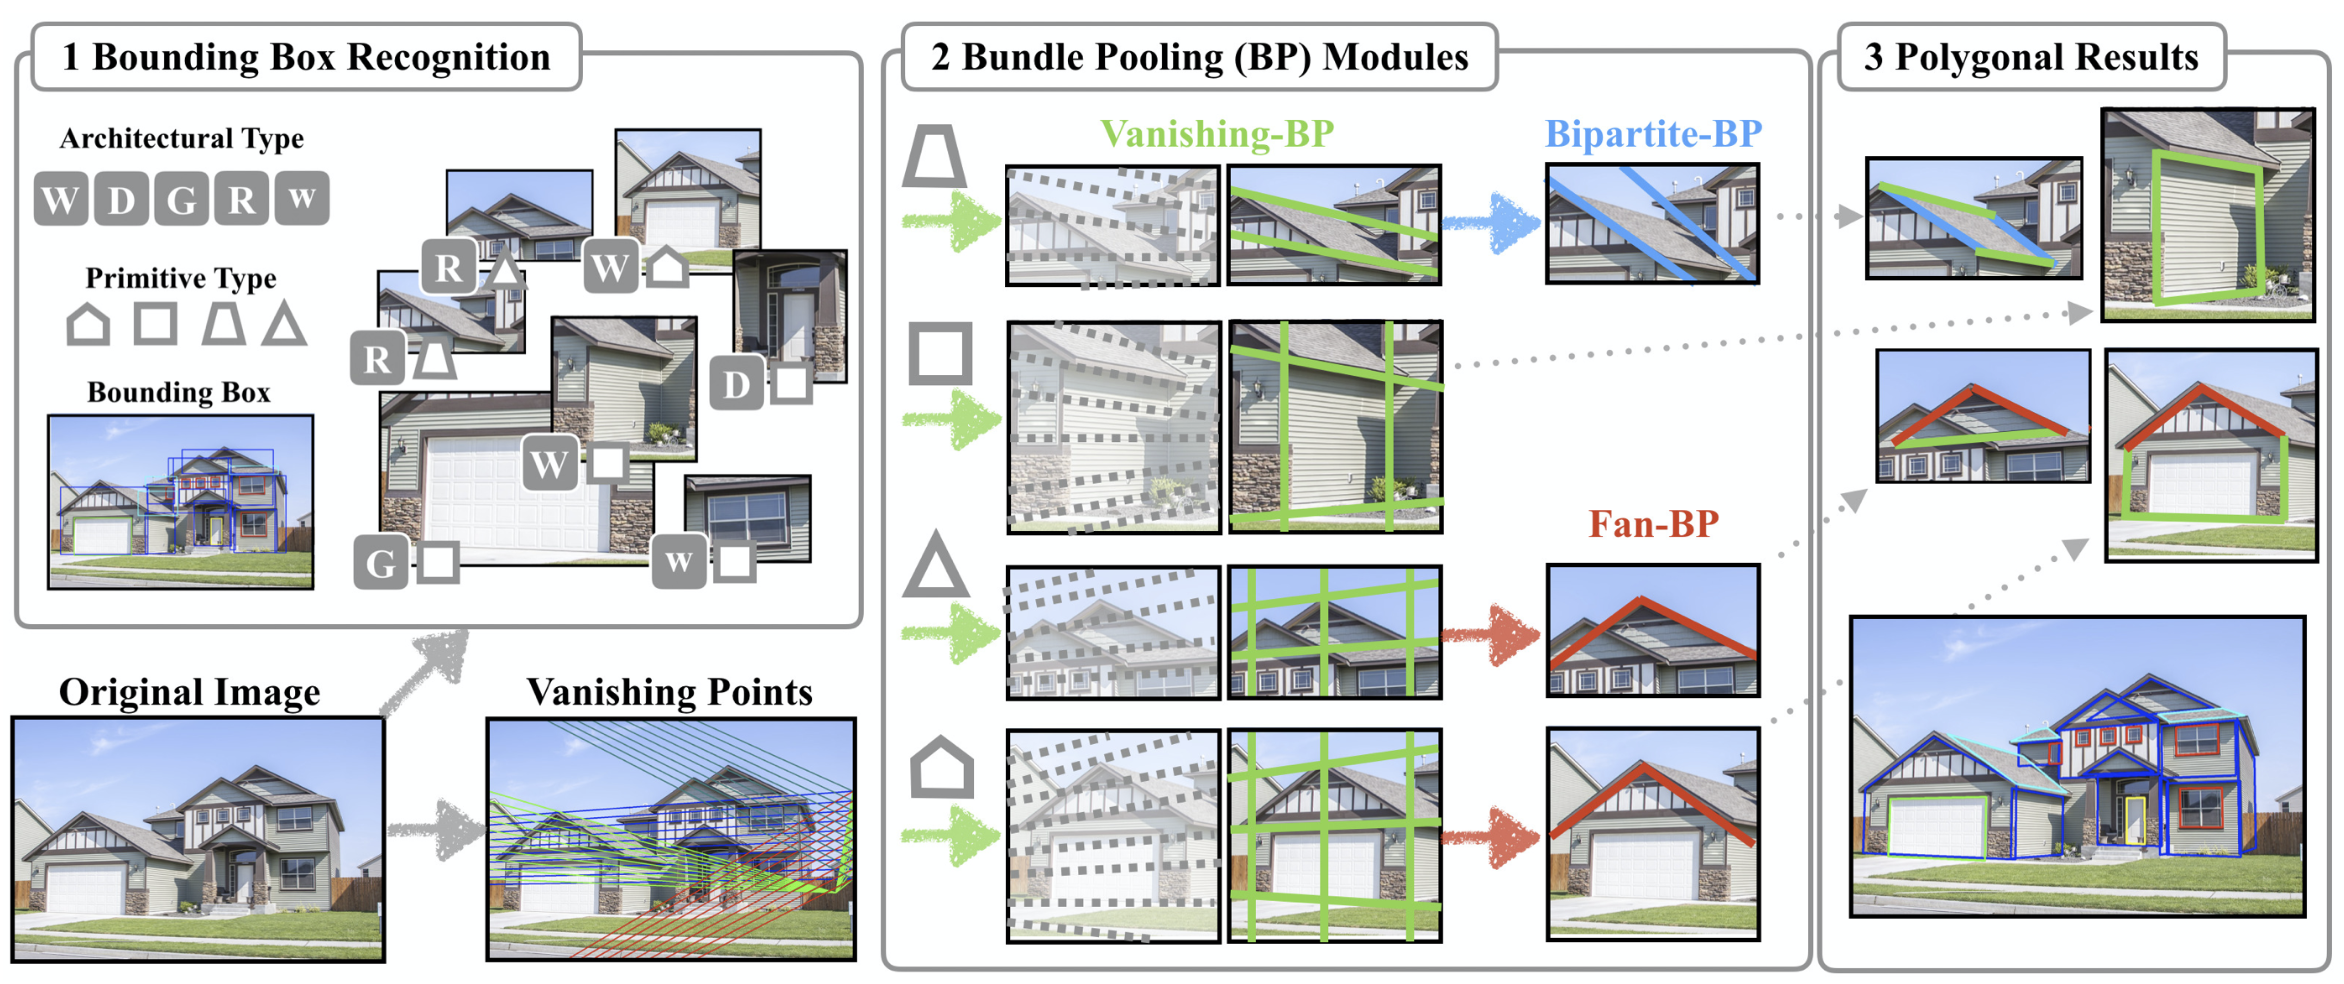 1 Bounding Box Recognition
Architectural Type
W D G R w
Primitive Type
Bounding Box
R
W
R
D
W
G
w
Original Image
Vanishing Points
2 Bundle Pooling (BP) Modules
Vanishing-BP
Bipartite-BP
Fan-BP
3 Polygonal Results